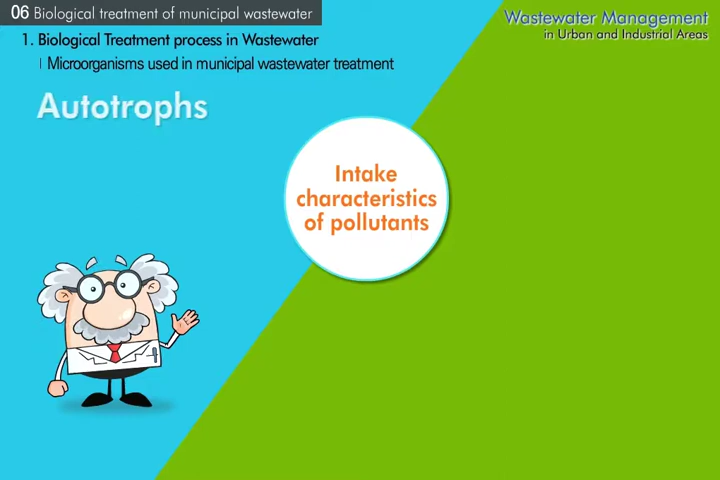 06 Biological treatment of municipal wastewater
Wastewater Management
in Urban and Industrial Areas
1. Biological Treatment process in Wastewater
| Microorganisms used in municipal wastewater treatment
Autotrophs
Intake
characteristics
of pollutants